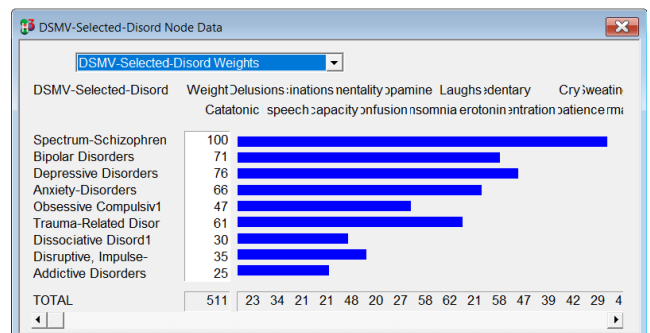 DSMV-Selected-Disord Node Data
DSMV-Selected-Disord Weights
DSMV-Selected-Disord Weight Delusions :inations nentality opamine Laughs edentary Cry Sweatin
Catatonic speech capacity onfusion nsomnia erotonin entration patience rma
Spectrum-Schizophren 100
Bipolar Disorders 71
Depressive Disorders 76
Anxiety-Disorders 66
Obsessive Compulsiv1 47
Trauma-Related Disor 61
Dissociative Disord1 30
Disruptive, Impulse- 35
Addictive Disorders 25
TOTAL 511 23 34 21 21 48 20 27 58 62 21 58 47 39 42 29 4